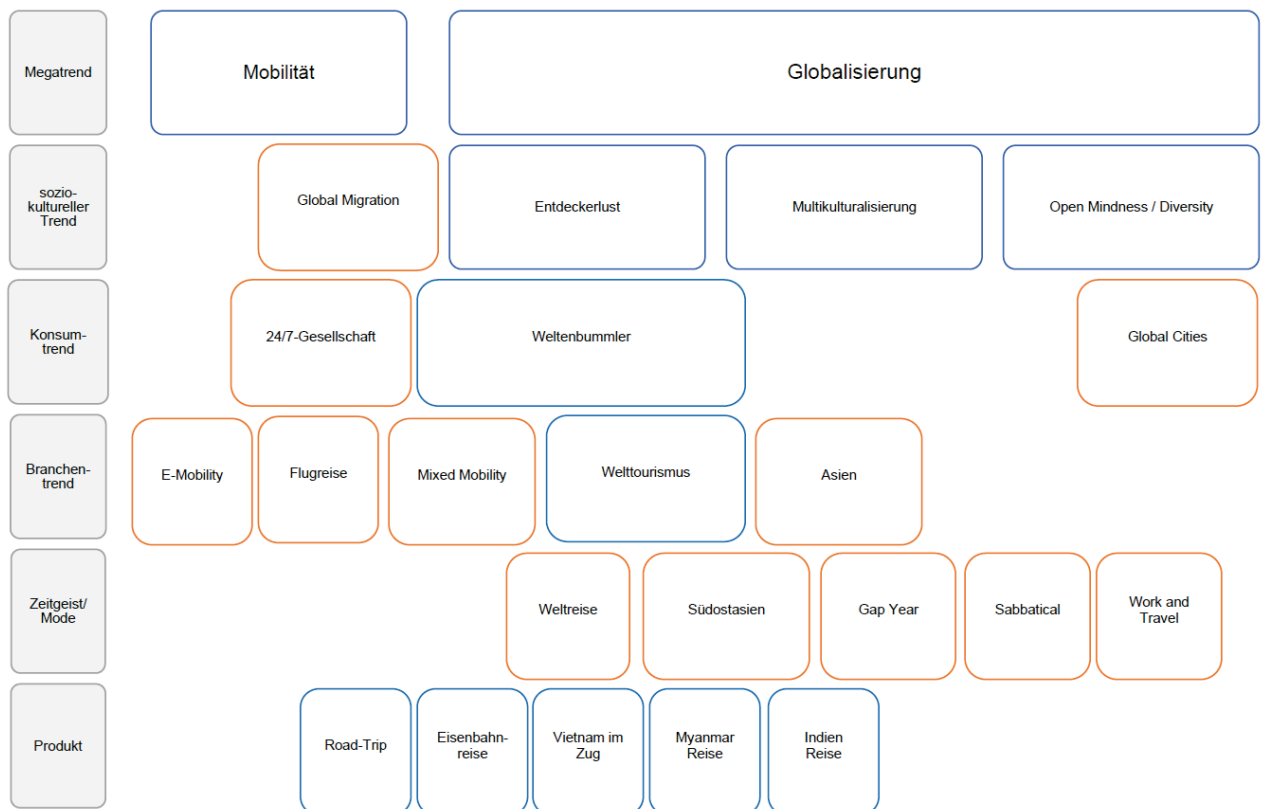 Megatrend
Mobilität
Globalisierung
sozio-
kultureller
Trend
Global Migration
Entdeckerlust
Multikulturalisierung
Open Mindness / Diversity
Konsum-
trend
24/7-Gesellschaft
Weltenbummler
Global Cities
Branchen-
trend
E-Mobility
Flugreise
Mixed Mobility
Welttourismus
Asien
Zeitgeist/
Mode
Weltreise
Südostasien
Gap Year
Sabbatical
Work and
Travel
Produkt
Road-Trip
Eisenbahn-
reise
Vietnam im
Zug
Myanmar
Reise
Indien
Reise